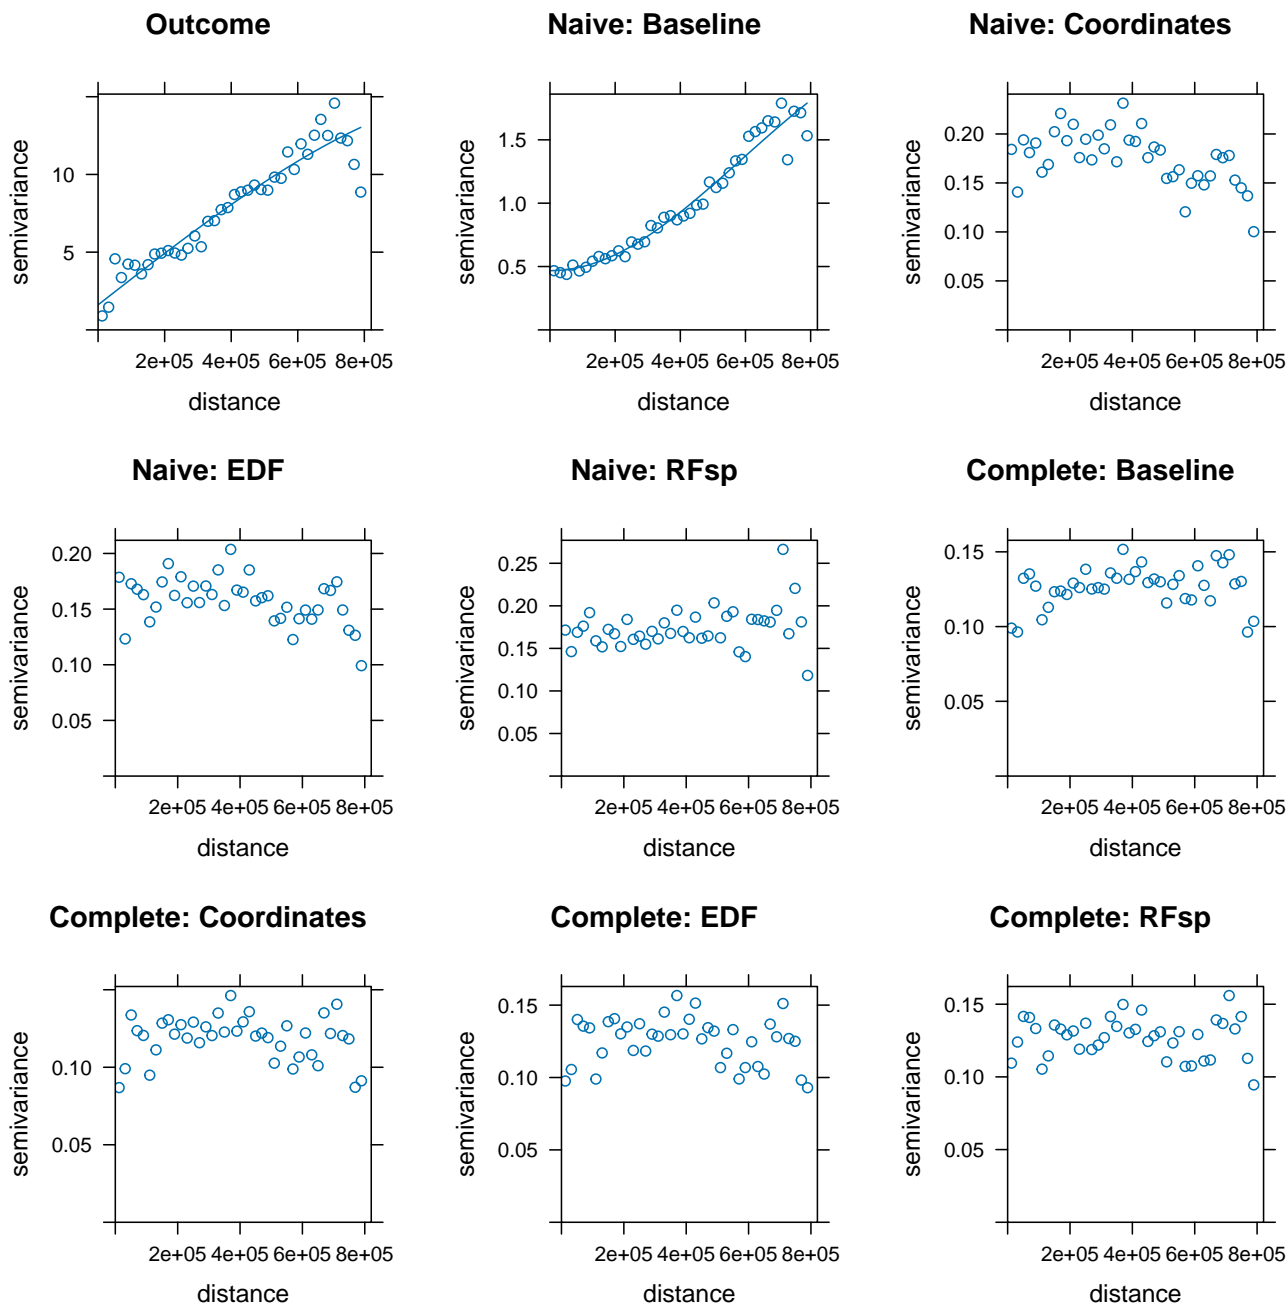 Outcome
semivariance
10
5
2e+05 4e+05 6e+05 8e+05
distance
Naive: Baseline
semivariance
1.5
1.0
0.5
2e+05 4e+05 6e+05 8e+05
distance
Naive: Coordinates
semivariance
0.20
0.15
0.10
0.05
2e+05 4e+05 6e+05 8e+05
distance
Naive: EDF
semivariance
0.20
0.15
0.10
0.05
2e+05 4e+05 6e+05 8e+05
distance
Naive: RFsp
semivariance
0.25
0.20
0.15
0.10
0.05
2e+05 4e+05 6e+05 8e+05
distance
Complete: Baseline
semivariance
0.15
0.10
0.05
2e+05 4e+05 6e+05 8e+05
distance
Complete: Coordinates
semivariance
0.10
0.05
2e+05 4e+05 6e+05 8e+05
distance
Complete: EDF
semivariance
0.15
0.10
0.05
2e+05 4e+05 6e+05 8e+05
distance
Complete: RFsp
semivariance
0.15
0.10
0.05
2e+05 4e+05 6e+05 8e+05
distance